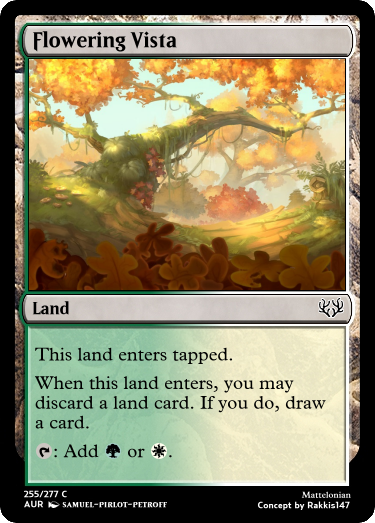 Flowering Vista
Land
This land enters tapped.
When this land enters, you may
discard a land card. If you do, draw
a card.
: Add or .
255/277 C
AUR SAMUEL-PIRLOT-PETROFF
Mattelonian
Concept by Rakkis147